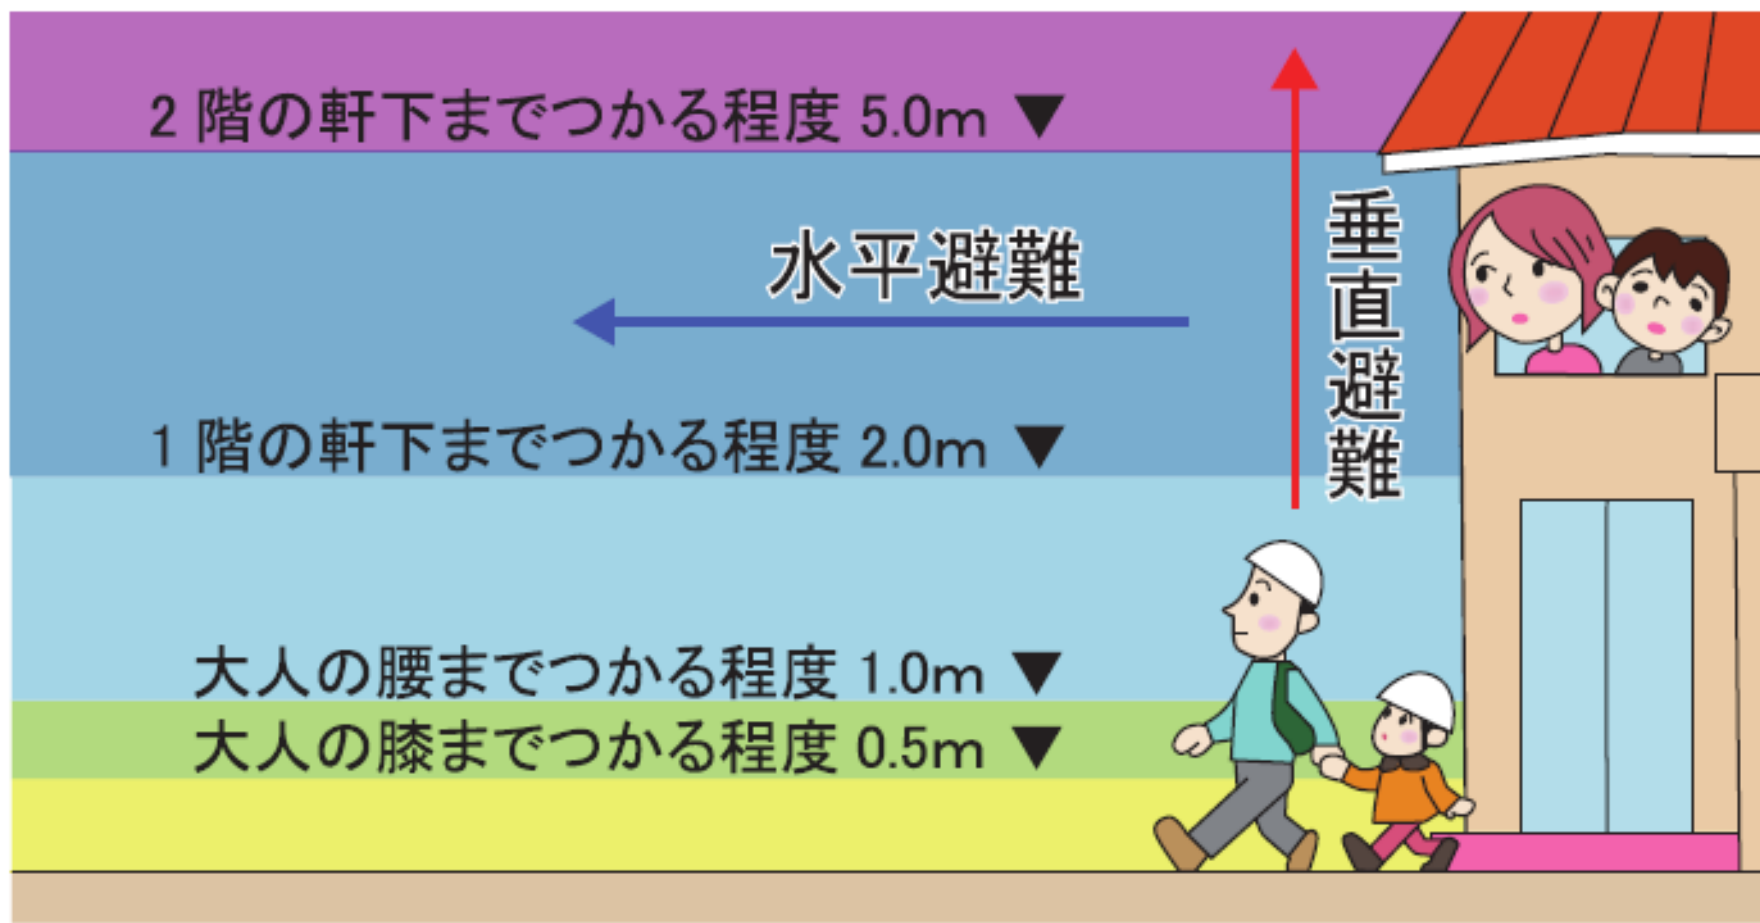 2 階の軒下までつかる程度 5.0m ▼
水平避難
垂直避難
1 階の軒下までつかる程度 2.0m ▼
大人の腰までつかる程度 1.0m ▼
大人の膝までつかる程度 0.5m ▼